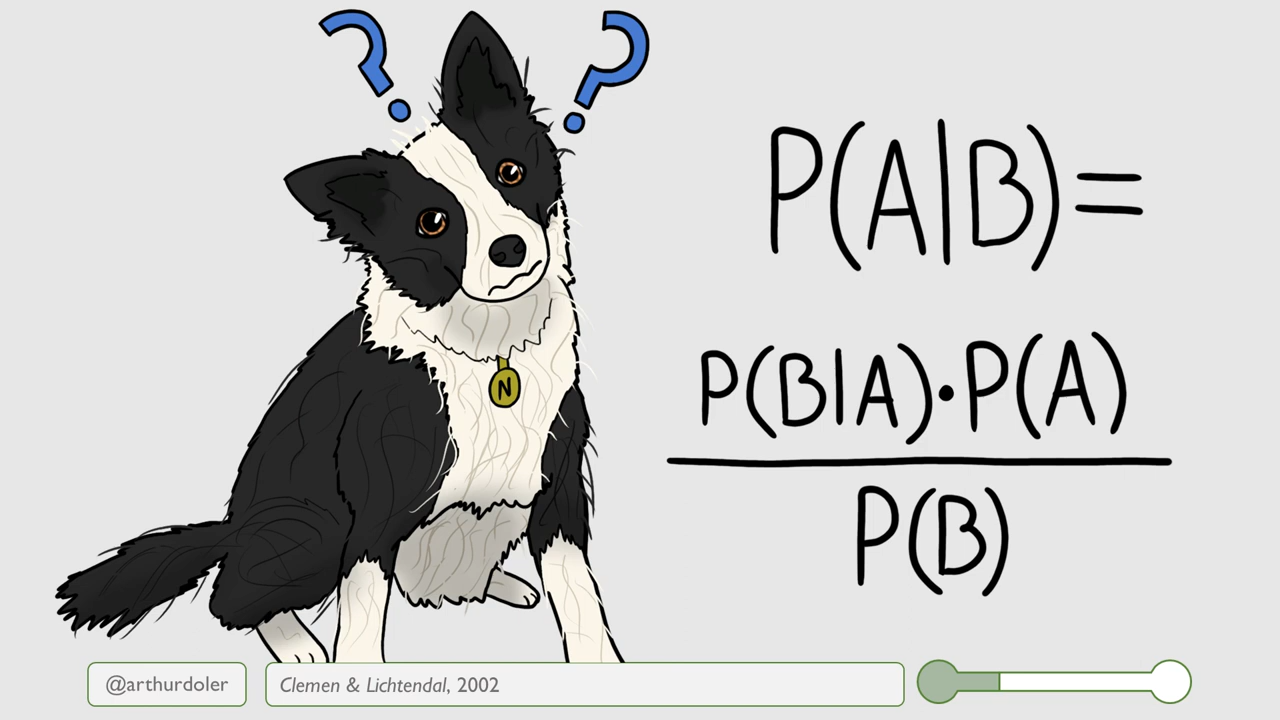 ? ?
P(A|B)=
P(B|A)·P(A)
P(B)
N
@arthurdoler
Clemen & Lichtendal, 2002